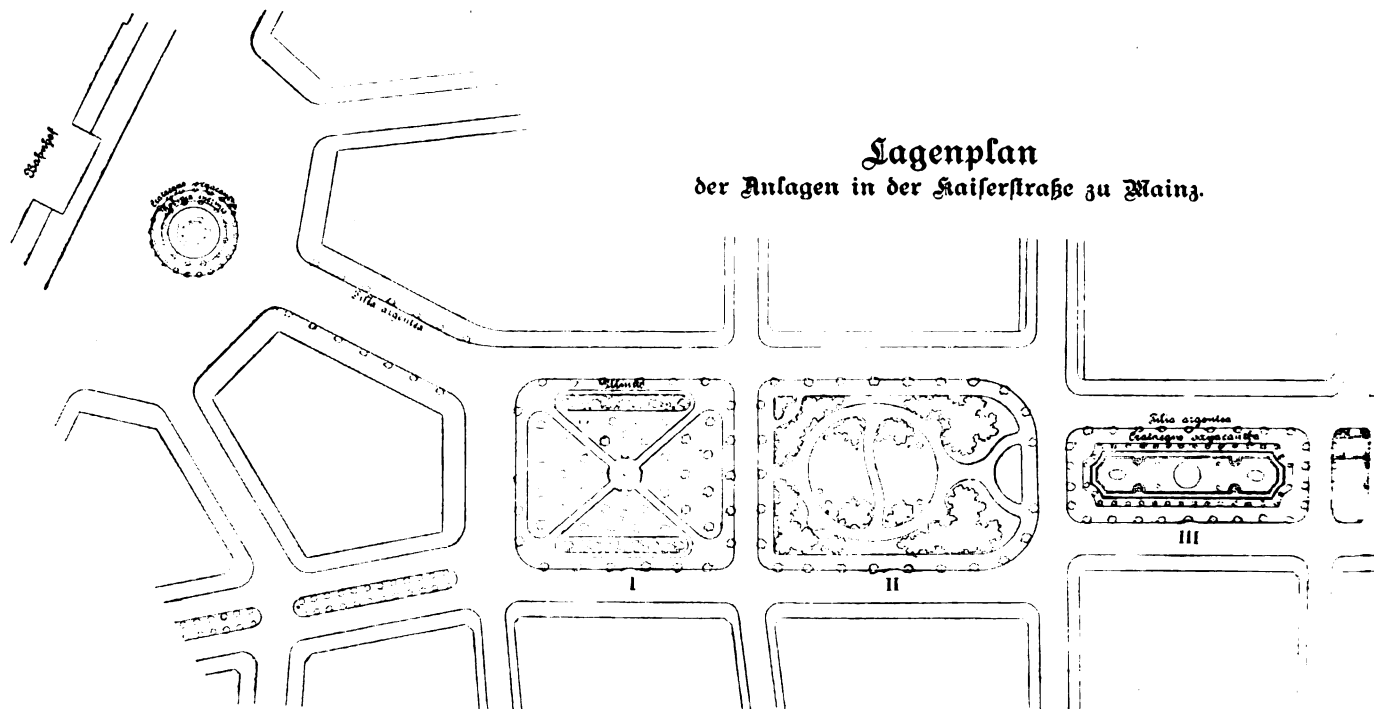 Lagenplan
der Anlagen in der Kaiserstraße zu Mainz.
Bahnhof
Tilia argentea
Tilia argentea
Crataegus oxyacantha
I
II
III